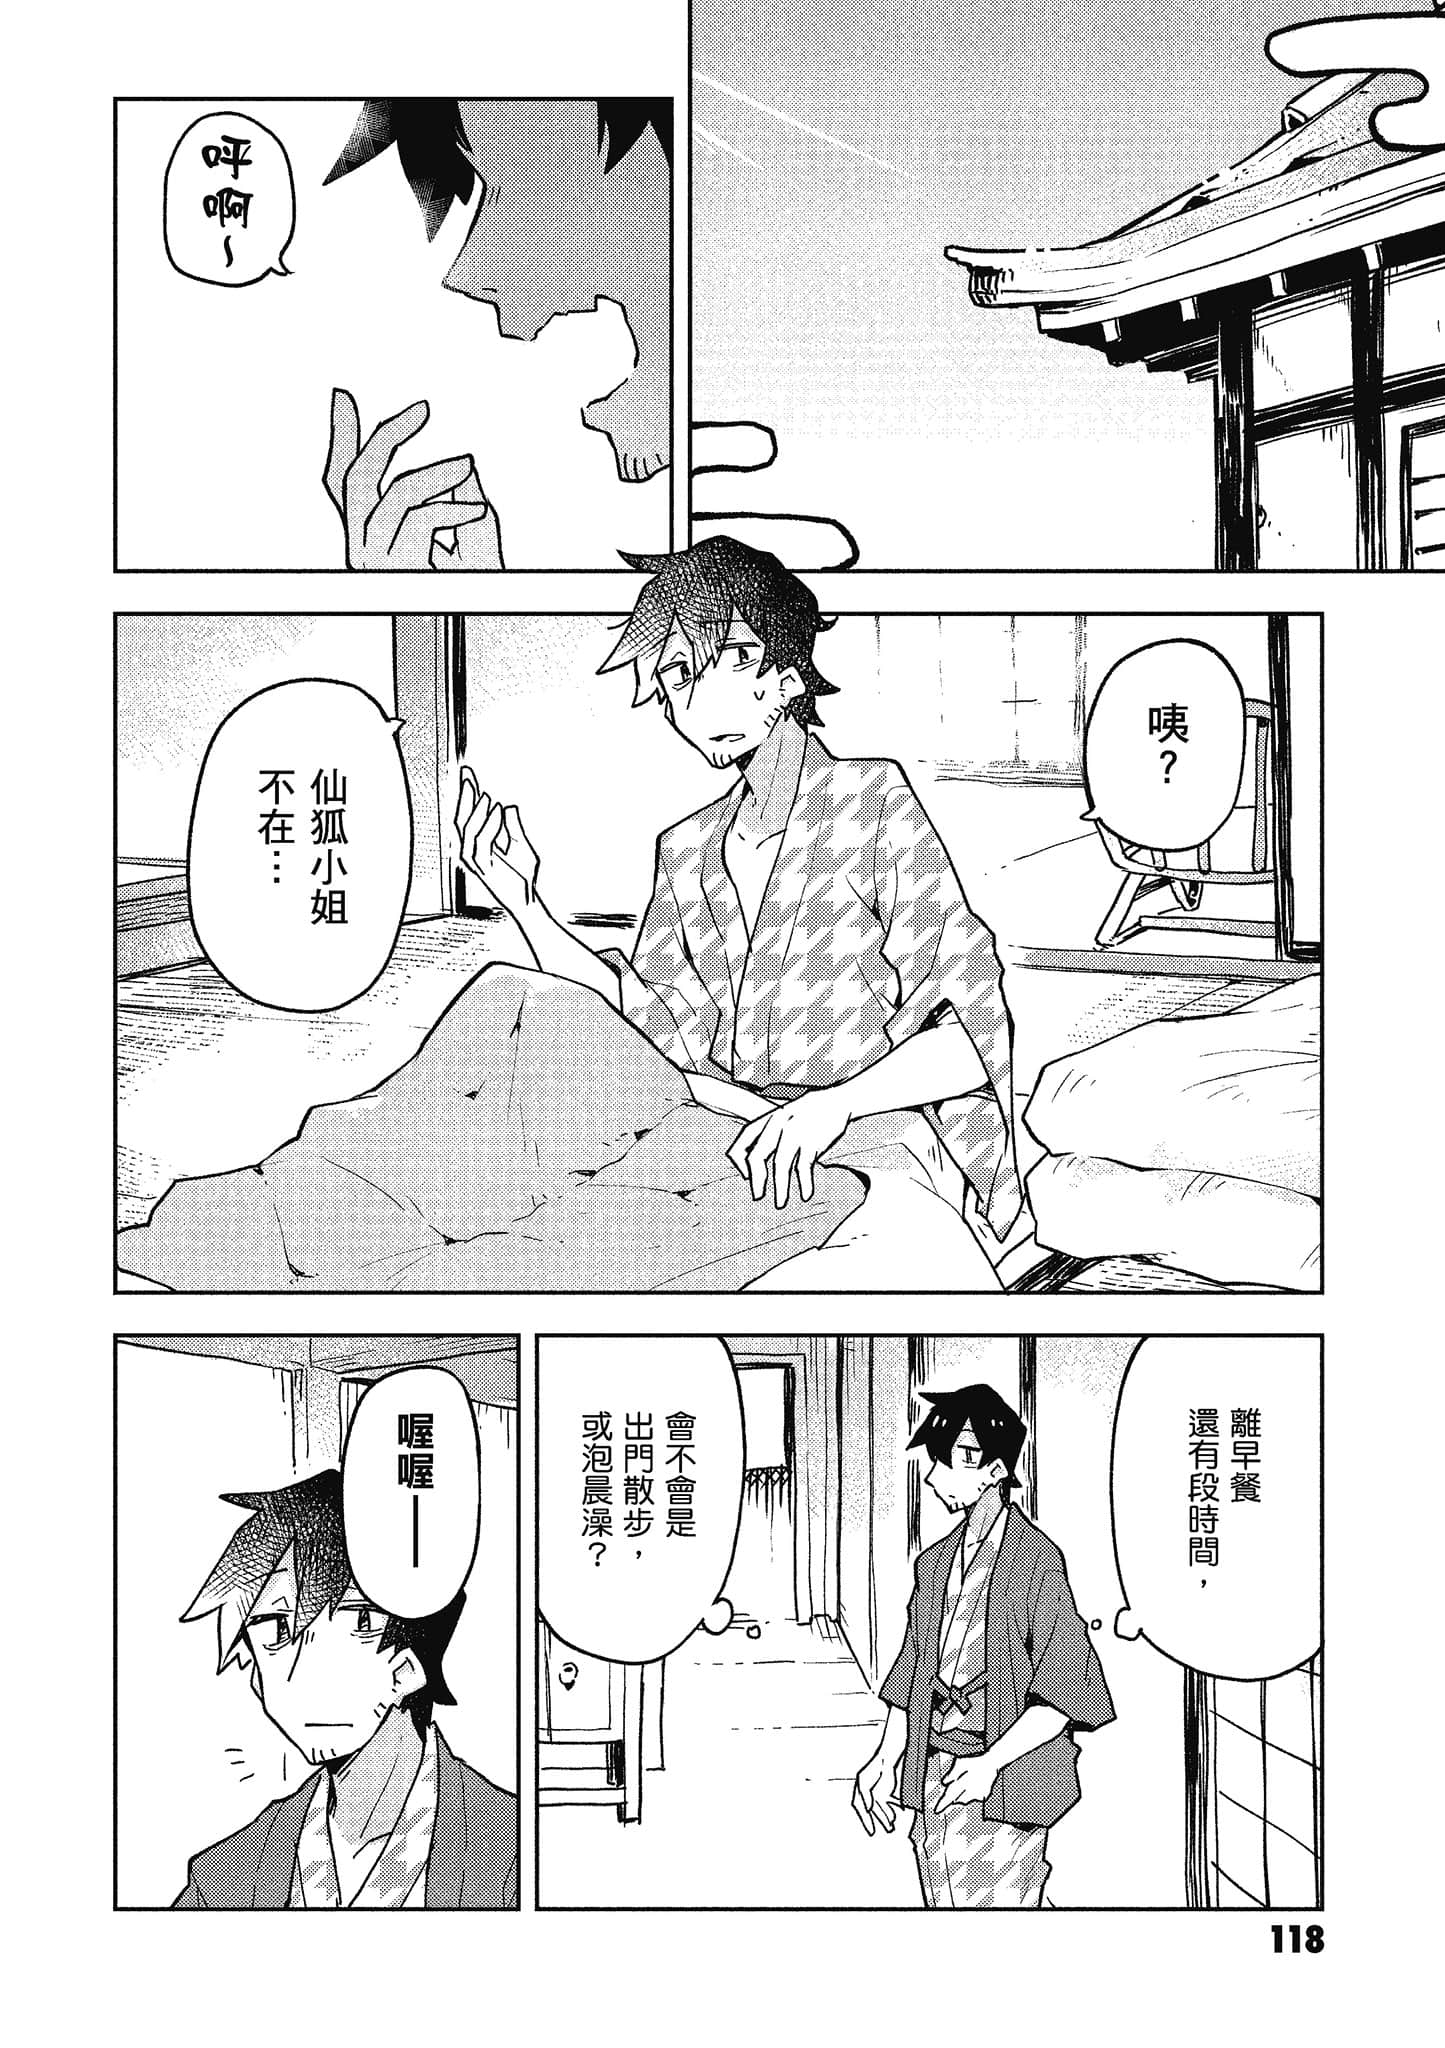 呼
啊～
咦？
仙狐小姐
不在…
離早餐
還有段時間，
會不會是
出門散步，
或泡晨澡？
喔喔——
118